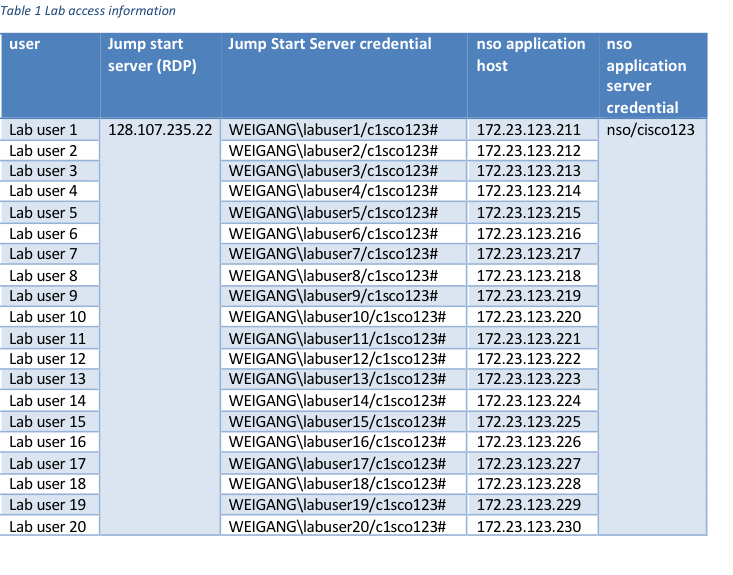 Table 1 Lab access information
user Jump start server (RDP) Jump Start Server credential nso application host nso application server credential
Lab user 1 128.107.235.22 WEIGANG\labuser1/c1sco123# 172.23.123.211 nso/cisco123
Lab user 2 WEIGANG\labuser2/c1sco123# 172.23.123.212
Lab user 3 WEIGANG\labuser3/c1sco123# 172.23.123.213
Lab user 4 WEIGANG\labuser4/c1sco123# 172.23.123.214
Lab user 5 WEIGANG\labuser5/c1sco123# 172.23.123.215
Lab user 6 WEIGANG\labuser6/c1sco123# 172.23.123.216
Lab user 7 WEIGANG\labuser7/c1sco123# 172.23.123.217
Lab user 8 WEIGANG\labuser8/c1sco123# 172.23.123.218
Lab user 9 WEIGANG\labuser9/c1sco123# 172.23.123.219
Lab user 10 WEIGANG\labuser10/c1sco123# 172.23.123.220
Lab user 11 WEIGANG\labuser11/c1sco123# 172.23.123.221
Lab user 12 WEIGANG\labuser12/c1sco123# 172.23.123.222
Lab user 13 WEIGANG\labuser13/c1sco123# 172.23.123.223
Lab user 14 WEIGANG\labuser14/c1sco123# 172.23.123.224
Lab user 15 WEIGANG\labuser15/c1sco123# 172.23.123.225
Lab user 16 WEIGANG\labuser16/c1sco123# 172.23.123.226
Lab user 17 WEIGANG\labuser17/c1sco123# 172.23.123.227
Lab user 18 WEIGANG\labuser18/c1sco123# 172.23.123.228
Lab user 19 WEIGANG\labuser19/c1sco123# 172.23.123.229
Lab user 20 WEIGANG\labuser20/c1sco123# 172.23.123.230